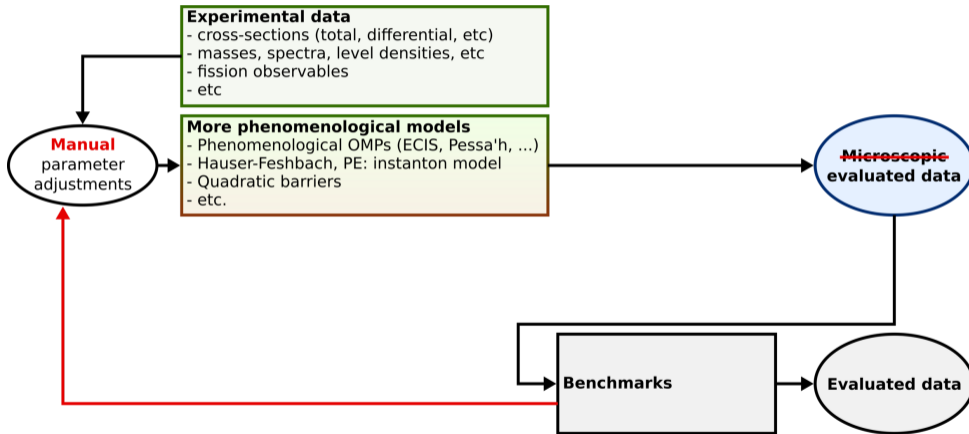 Experimental data
- cross-sections (total, differential, etc)
- masses, spectra, level densities, etc
- fission observables
- etc
Manual
parameter
adjustments
More phenomenological models
- Phenomenological OMPs (ECIS, Pessa'h, ...)
- Hauser-Feshbach, PE: instanton model
- Quadratic barriers
- etc.
Microscopic
evaluated data
Benchmarks
Evaluated data